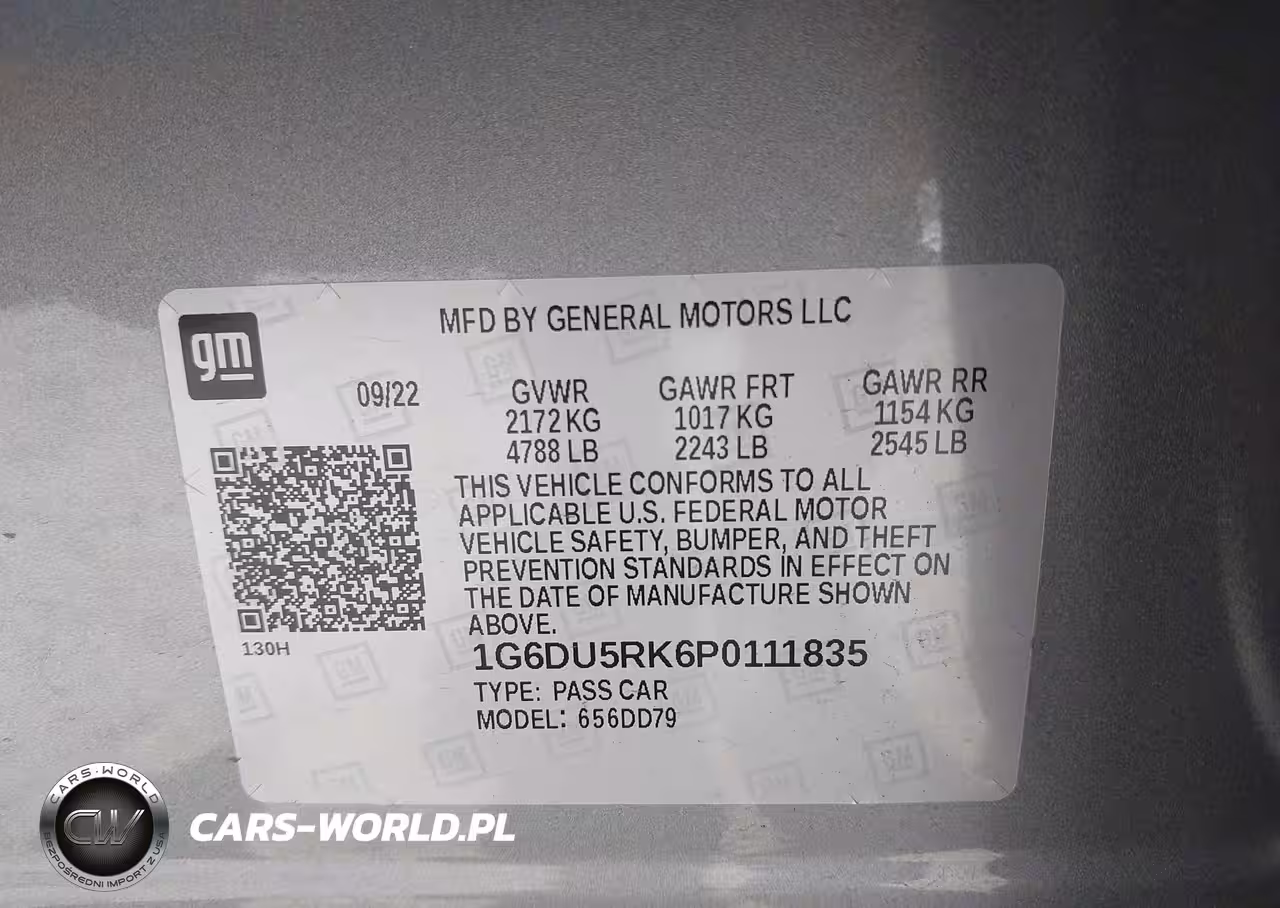 gm
MFD BY GENERAL MOTORS LLC
09/22
GVWR
2172 KG
4788 LB
GAWR FRT
1017 KG
2243 LB
GAWR RR
1154 KG
2545 LB
THIS VEHICLE CONFORMS TO ALL
APPLICABLE U.S. FEDERAL MOTOR
VEHICLE SAFETY, BUMPER, AND THEFT
PREVENTION STANDARDS IN EFFECT ON
THE DATE OF MANUFACTURE SHOWN
ABOVE.
130H
1G6DU5RK6P0111835
TYPE: PASS CAR
MODEL: 656DD79
CARS-WORLD
CW
BEZPOŚREDNI IMPORT Z USA
CARS-WORLD.PL